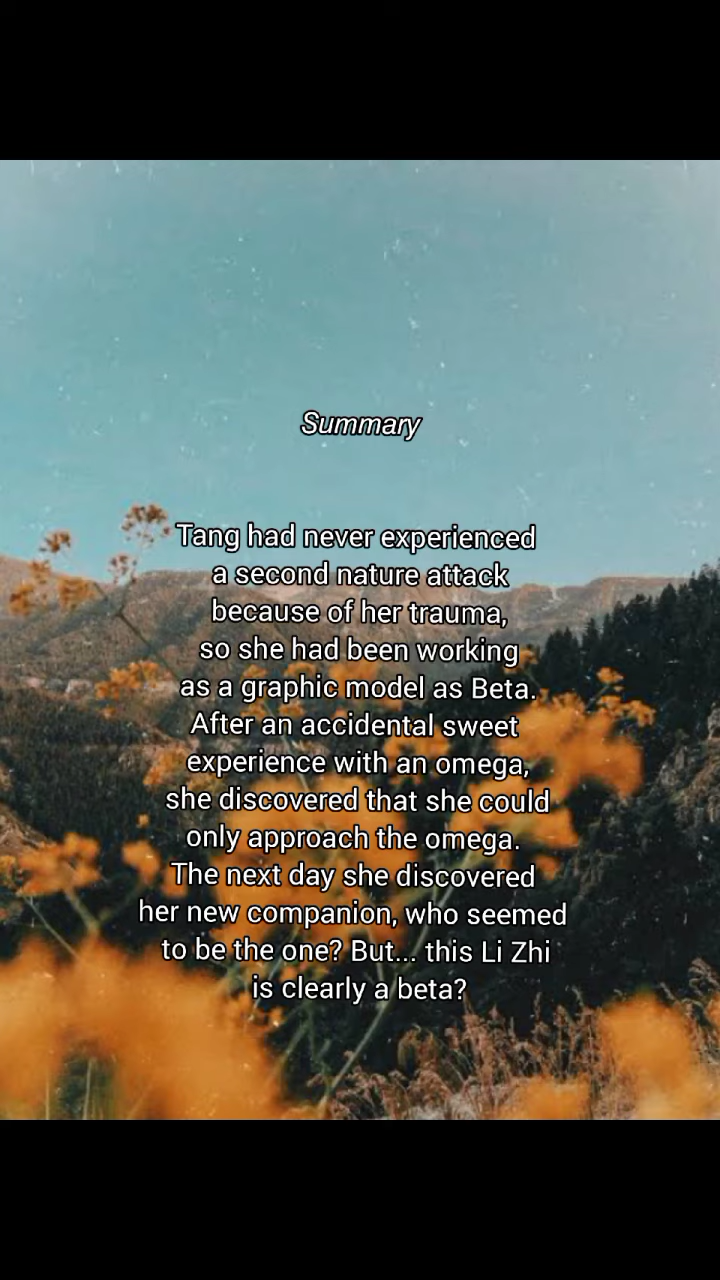 Summary
Tang had never experienced
a second nature attack
because of her trauma,
so she had been working
as a graphic model as Beta.
After an accidental sweet
experience with an omega,
she discovered that she could
only approach the omega.
The next day she discovered
her new companion, who seemed
to be the one? But... this Li Zhi
is clearly a beta?